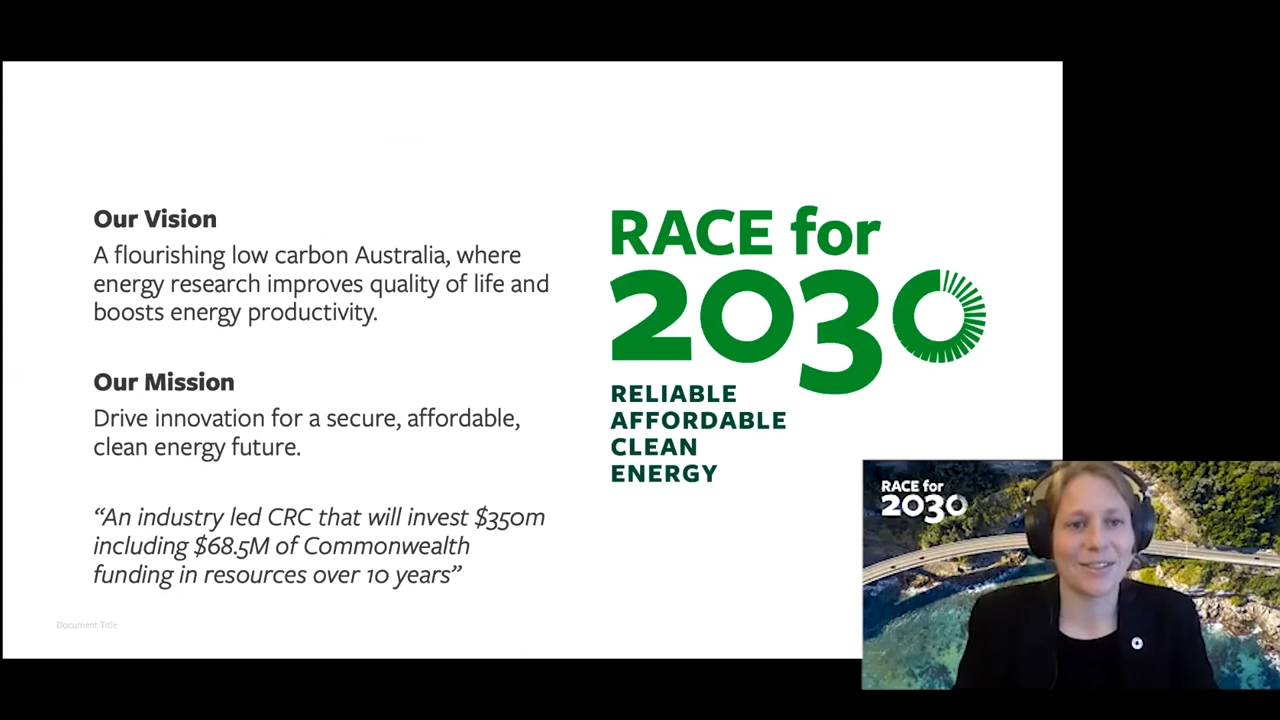 Our Vision
A flourishing low carbon Australia, where
energy research improves quality of life and
boosts energy productivity.
Our Mission
Drive innovation for a secure, affordable,
clean energy future.
“An industry led CRC that will invest $350m
including $68.5M of Commonwealth
funding in resources over 10 years”
Document Title
RACE for
2030
RELIABLE
AFFORDABLE
CLEAN
ENERGY
RACE for
2030